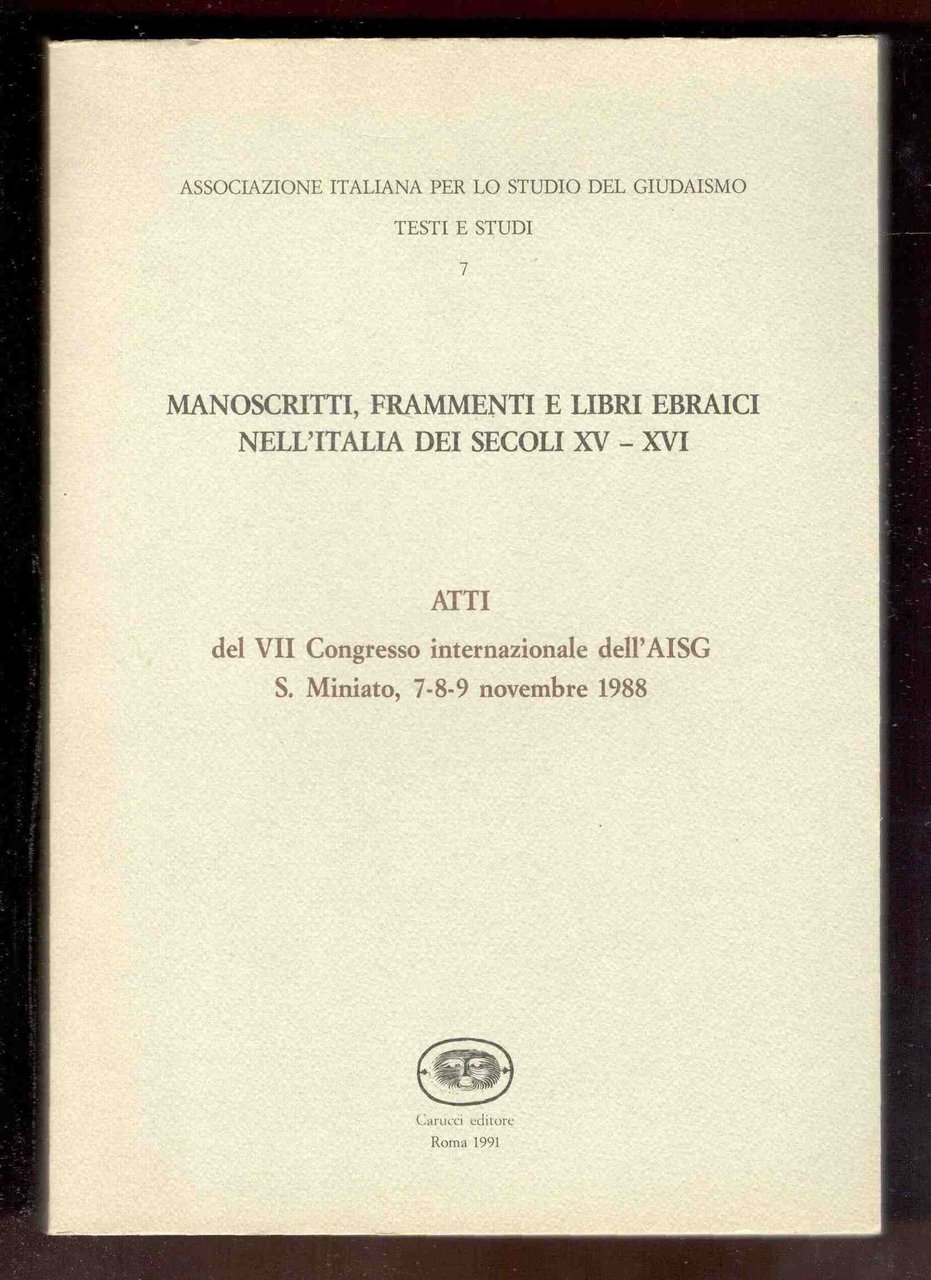 ASSOCIAZIONE ITALIANA PER LO STUDIO DEL GIUDAISMO
TESTI E STUDI
7
MANOSCRITTI, FRAMMENTI E LIBRI EBRAICI
NELL'ITALIA DEI SECOLI XV – XVI
ATTI
del VII Congresso internazionale dell'AISG
S. Miniato, 7-8-9 novembre 1988
Carucci editore
Roma 1991